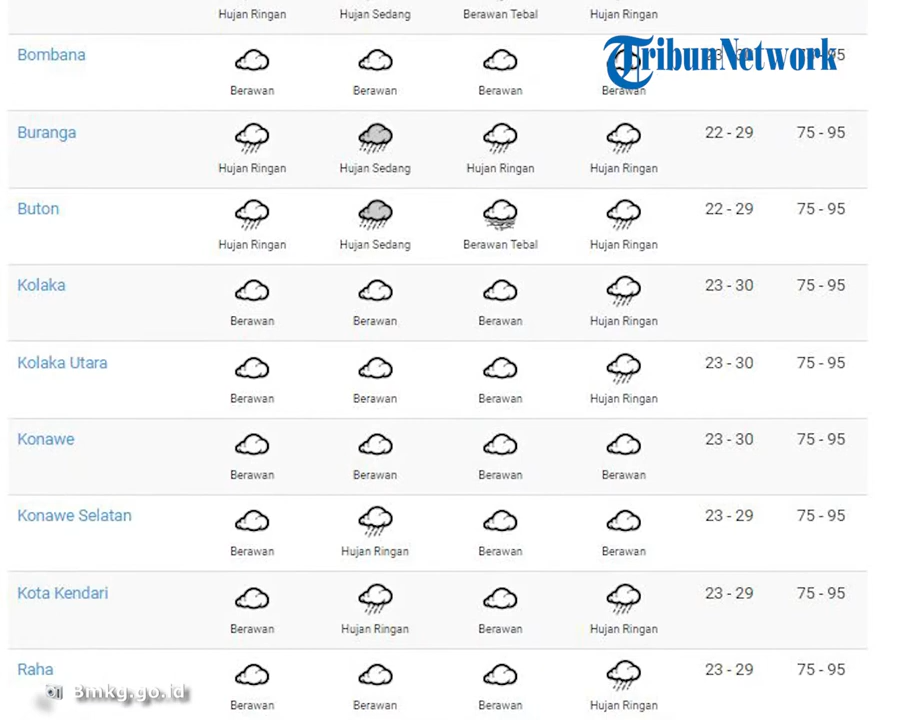 Hujan Ringan Hujan Sedang Berawan Tebal Hujan Ringan
TribunNetwork
Bombana 23 - 30 75 - 95
Berawan Berawan Berawan Berawan
Buranga 22 - 29 75 - 95
Hujan Ringan Hujan Sedang Hujan Ringan Hujan Ringan
Buton 22 - 29 75 - 95
Hujan Ringan Hujan Sedang Berawan Tebal Hujan Ringan
Kolaka 23 - 30 75 - 95
Berawan Berawan Berawan Hujan Ringan
Kolaka Utara 23 - 30 75 - 95
Berawan Berawan Berawan Hujan Ringan
Konawe 23 - 30 75 - 95
Berawan Berawan Berawan Berawan
Konawe Selatan 23 - 29 75 - 95
Berawan Hujan Ringan Berawan Berawan
Kota Kendari 23 - 29 75 - 95
Berawan Hujan Ringan Berawan Hujan Ringan
Raha 23 - 29 75 - 95
Bmkg.go.id
Berawan Berawan Berawan Hujan Ringan